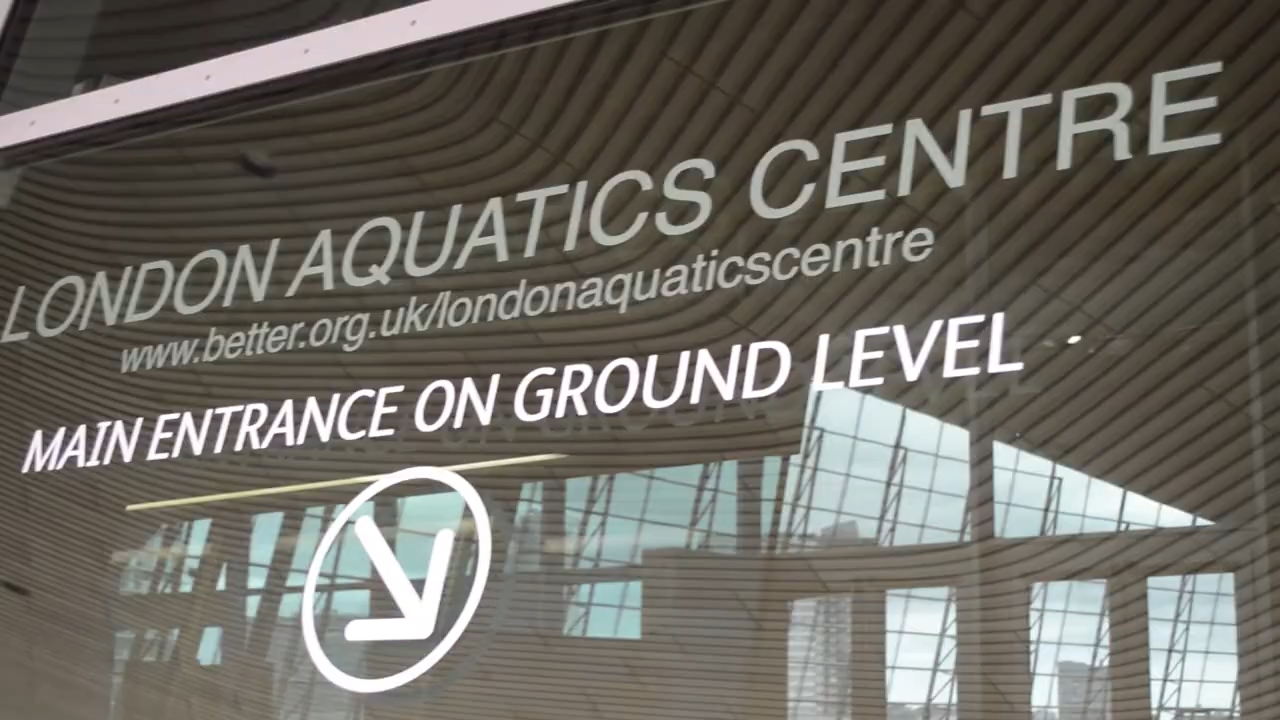 LONDON AQUATICS CENTRE
www.better.org.uk/londonaquaticscentre
MAIN ENTRANCE ON GROUND LEVEL